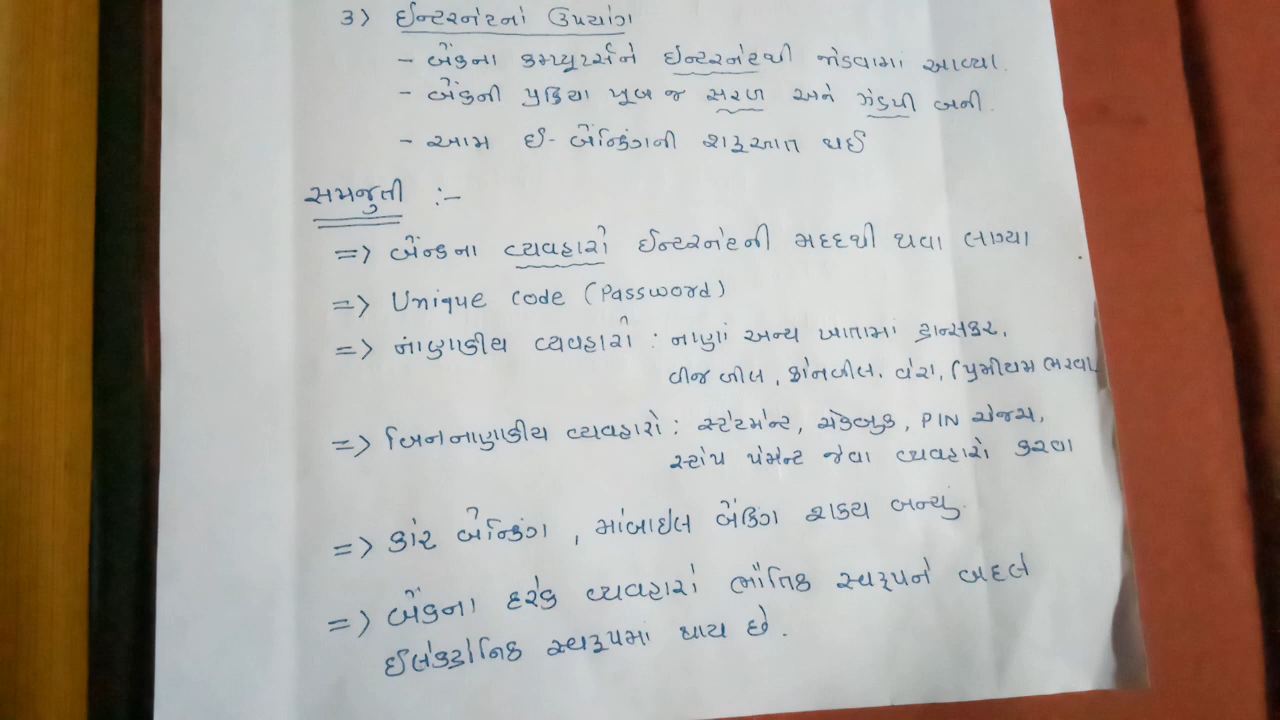 ૩) ઈન્ટરનેટનો ઉપયોગ
- બેંકના કમ્પ્યૂટર્સને ઈન્ટરનેટથી જોડવામાં આવ્યા.
- બેંકની પ્રક્રિયા ખૂબ જ સરળ અને ઝડપી બની.
- આમ ઈ-બેન્કિંગની શરૂઆત થઈ
સમજુતી :-
=> બેન્કના વ્યવહારો ઈન્ટરનેટની મદદથી થવા લાગ્યા
=> Unique code (Password)
=> નાણાકીય વ્યવહારો : નાણાં અન્ય ખાતામાં ટ્રાન્સફર,
વીજ બીલ, ફોનબીલ. વેરા, પ્રિમીયમ ભરવા
=> બિનનાણાકીય વ્યવહારો : સ્ટેટમેન્ટ, ચેકબુક, PIN ચેન્જ,
સ્ટોપ પેમેન્ટ જેવા વ્યવહારો કરવા
=> કોર બેન્કિંગ, મોબાઇલ બેંકિંગ શક્ય બન્યું.
=> બેંકના દરેક વ્યવહારો ભૌતિક સ્વરૂપને બદલે
ઈલેક્ટ્રોનિક સ્વરૂપમાં થાય છે.